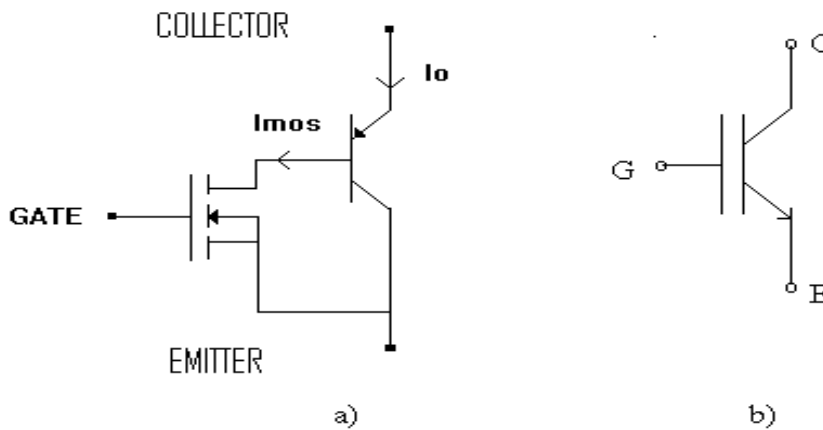 COLLECTOR
Io
Imos
GATE
EMITTER
a)
G
b)